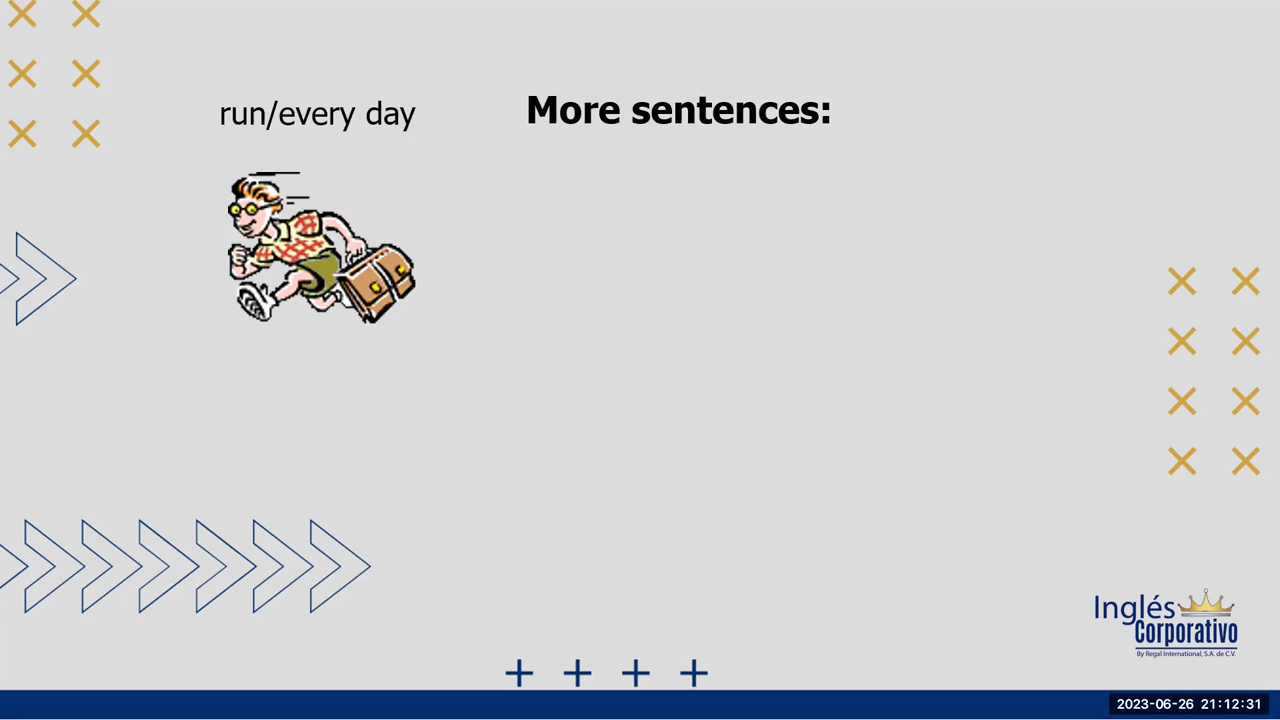 run/every day
More sentences:
Inglés
Corporativo
By Regal International, S.A. de C.V.
2023-06-26 21:12:31